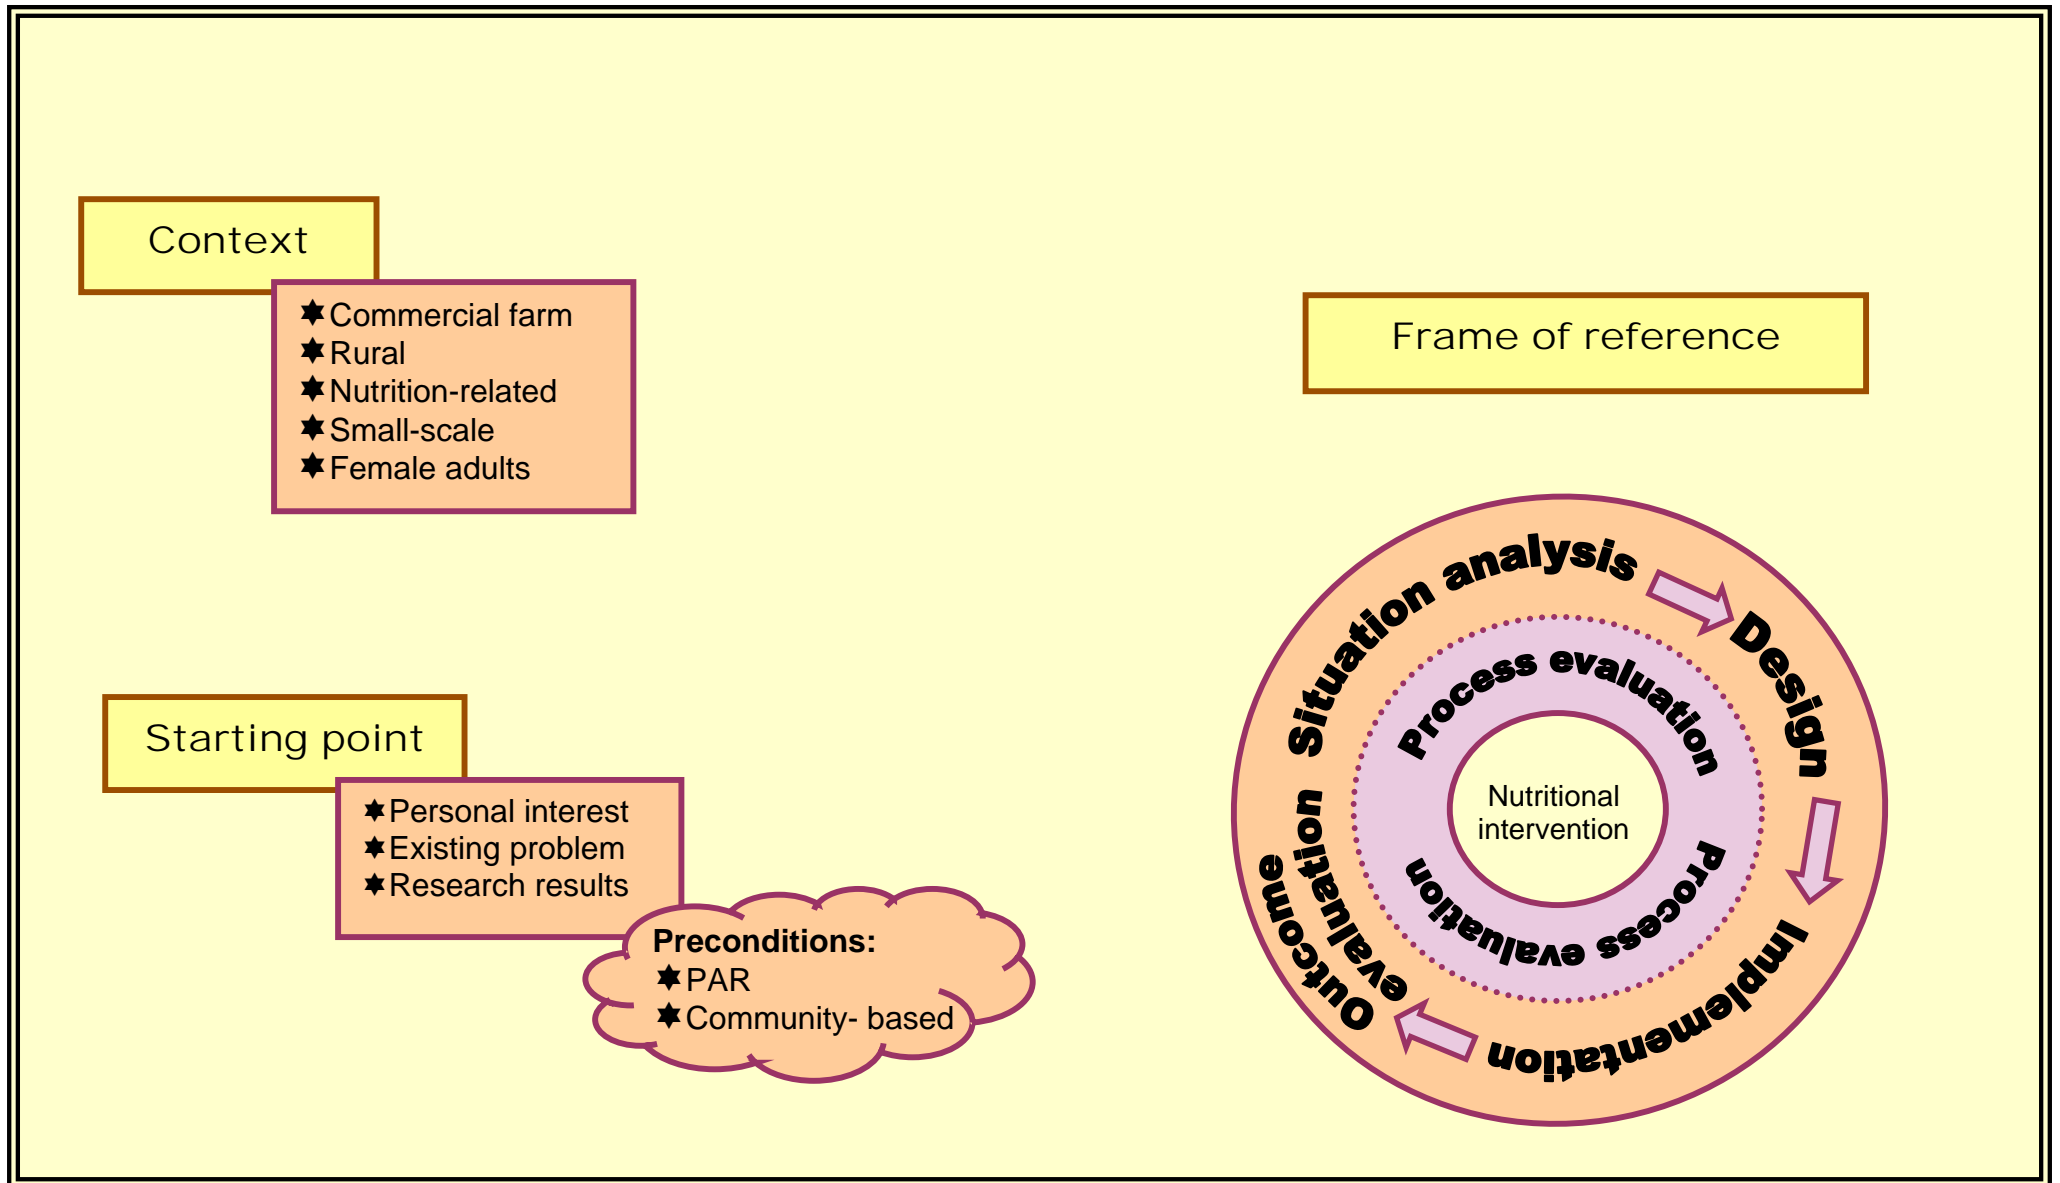 Context
Commercial farm
Rural
Nutrition-related
Small-scale
Female adults
Starting point
Personal interest
Existing problem
Research results
Preconditions:
PAR
Community- based
Frame of reference
Situation analysis
Design
Implementation
Outcome
evaluation
Process evaluation
Process evaluation
Nutritional
intervention